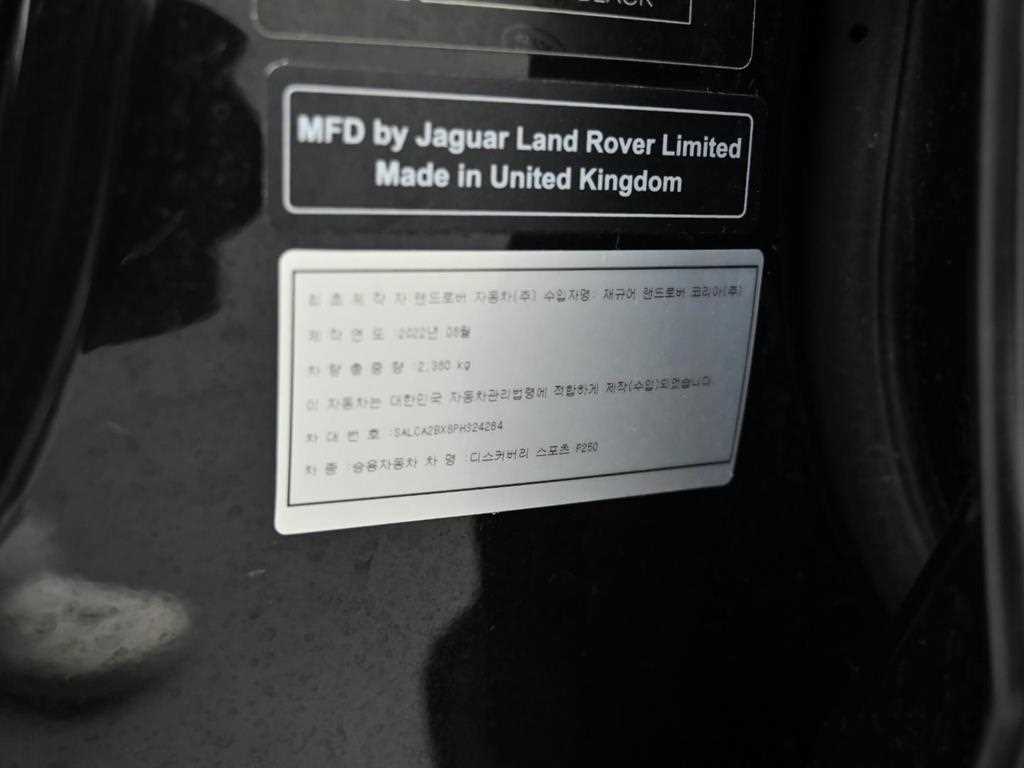 BLACK
MFD by Jaguar Land Rover Limited
Made in United Kingdom
최 초 제 작 자 랜드로버 자동차(주) 수입자명: 재규어 랜드로버 코리아(주)
제 작 연 도 :2022년 08월
차 량 총 중 량 :2,380 kg
이 자동차는 대한민국 자동차관리법령에 적합하게 제작(수입)되었습니다.
차 대 번 호 :SALCA2BX8PH324284
차 종 :승용자동차 차 명 :디스커버리 스포츠 P250